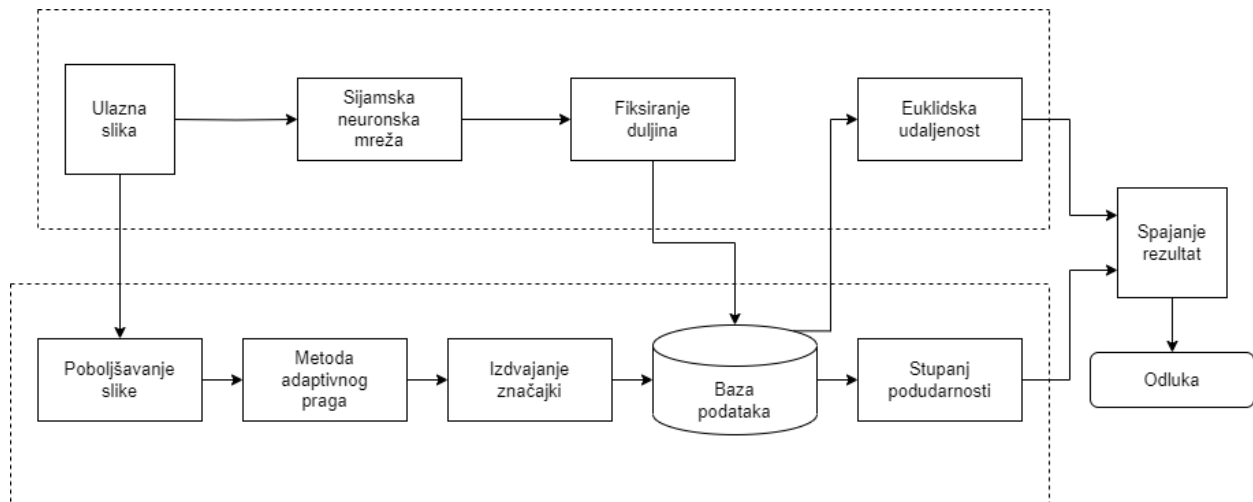 Ulazna
slika
Sijamska
neuronska
mreža
Fiksiranje
duljina
Euklidska
udaljenost
Spajanje
rezultat
Poboljšavanje
slike
Metoda
adaptivnog
praga
Izdvajanje
značajki
Baza
podataka
Stupanj
podudarnosti
Odluka